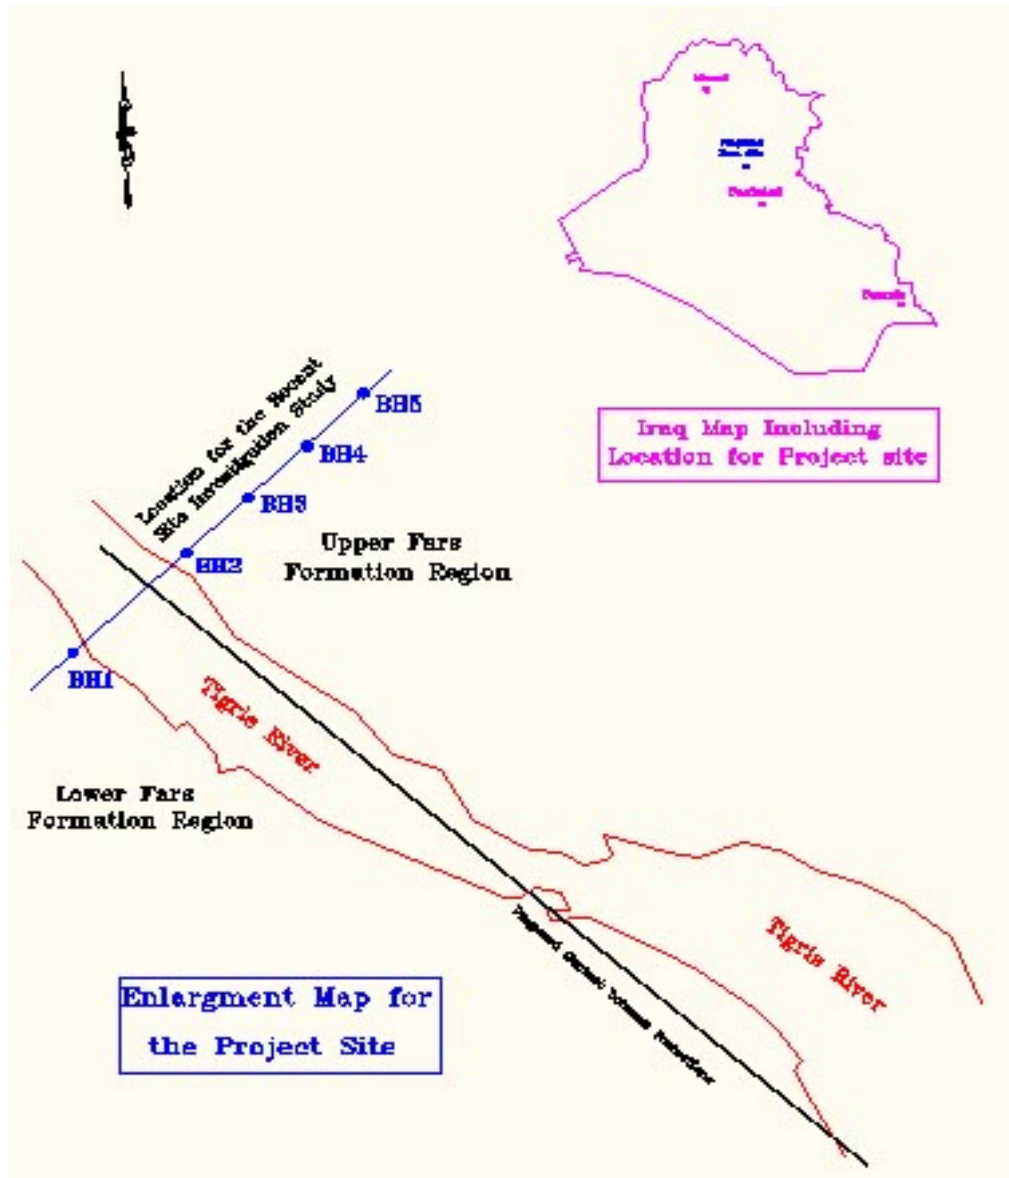 Location for the Recent
Site Investigation Study
BH5
BH4
BH3
BH2
BH1
Upper Fars
Formation Region
Iraq Map Including
Location for Project site
Tigris River
Lower Fars
Formation Region
Tigris River
Enlargment Map for
the Project Site